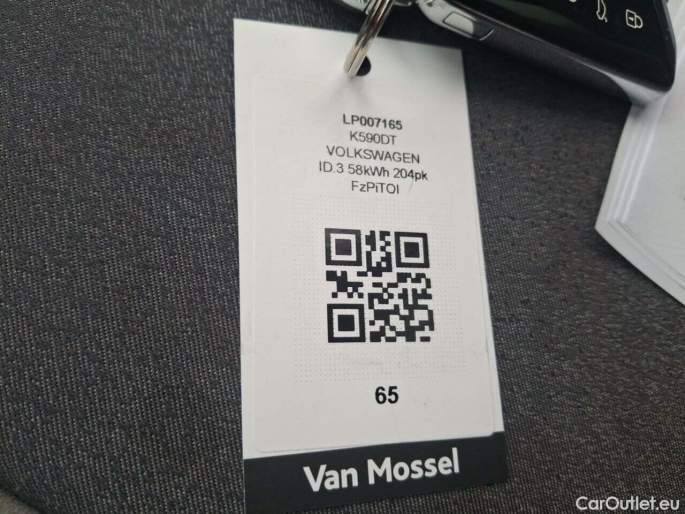 LP007165
K590DT
VOLKSWAGEN
ID.3 58kWh 204pk
FzPiTOI
65
Van Mossel
CarOutlet.eu